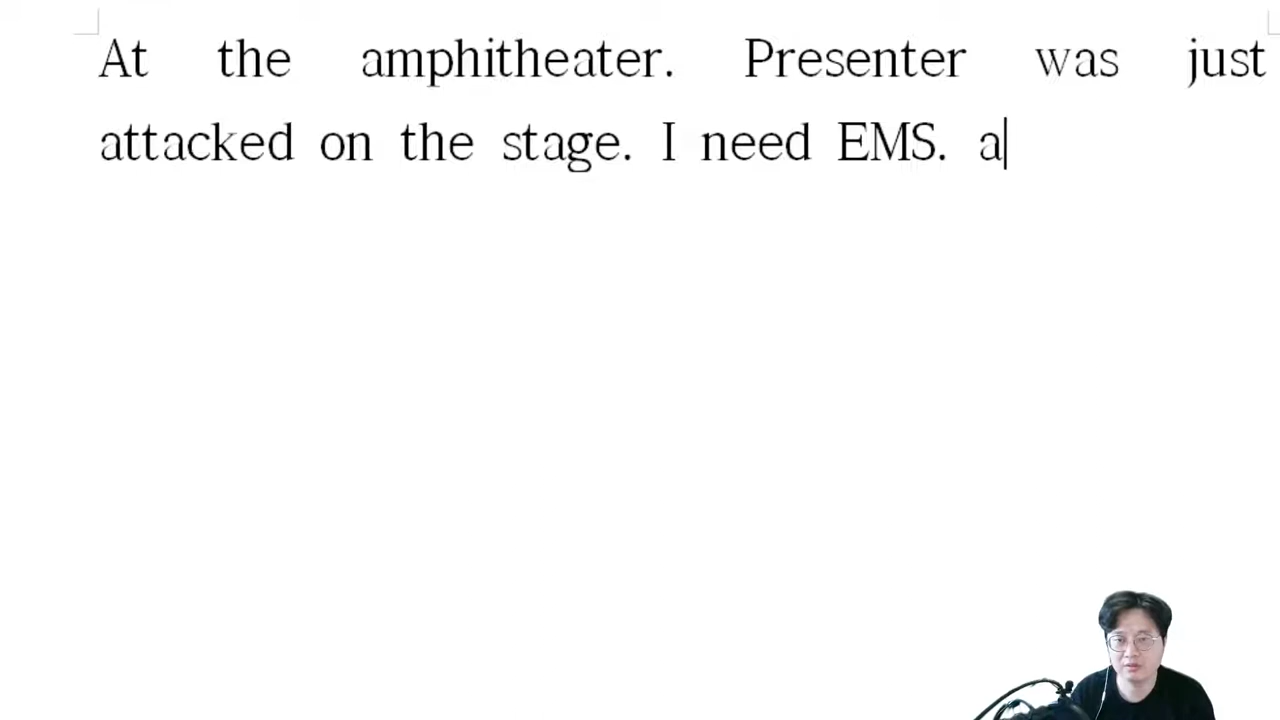 At the amphitheater. Presenter was just
attacked on the stage. I need EMS. a